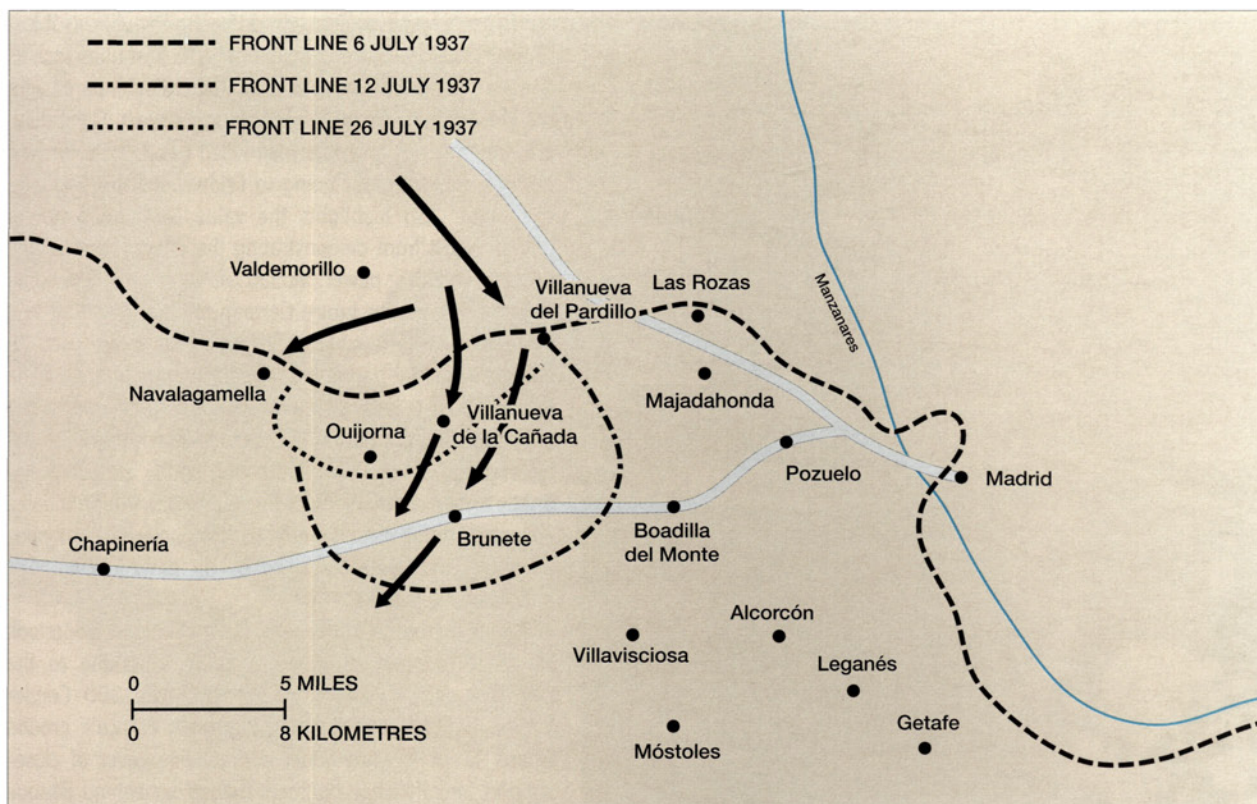 FRONT LINE 6 JULY 1937
FRONT LINE 12 JULY 1937
FRONT LINE 26 JULY 1937
Valdemorillo
Villanueva
del Pardillo
Las Rozas
Manzanares
Navalagamella
Majadahonda
Ouijorna
Villanueva
de la Cañada
Pozuelo
Madrid
Chapinería
Brunete
Boadilla
del Monte
Alcorcón
Villavisciosa
Leganés
Getafe
Móstoles
0 5 MILES
0 8 KILOMETRES